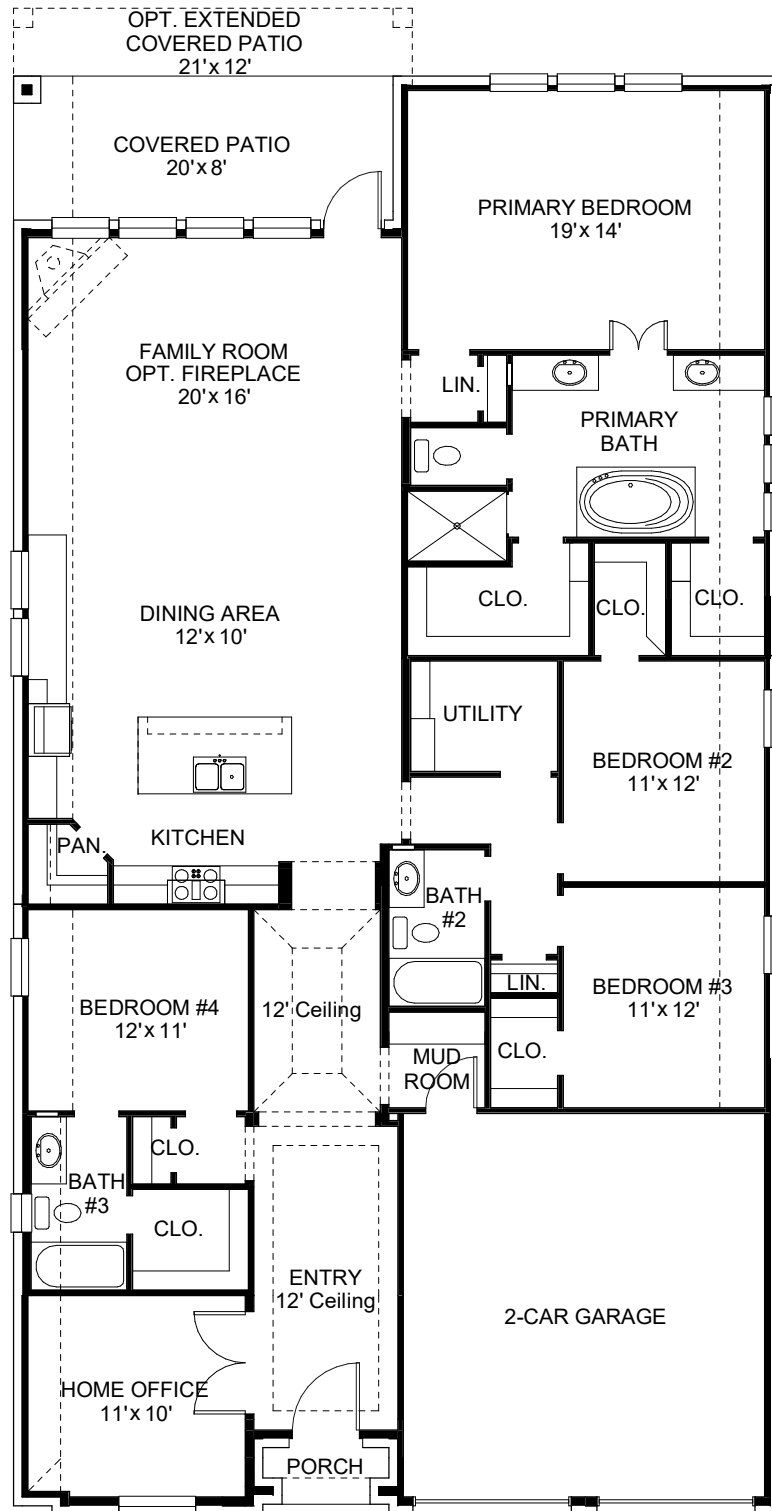 OPT. EXTENDED
COVERED PATIO
21' x 12'
COVERED PATIO
20' x 8'
PRIMARY BEDROOM
19' x 14'
FAMILY ROOM
OPT. FIREPLACE
20' x 16'
LIN.
PRIMARY
BATH
DINING AREA
12' x 10'
CLO.
CLO.
CLO.
UTILITY
BEDROOM #2
11' x 12'
PAN.
KITCHEN
BATH
#2
BEDROOM #4
12' x 11'
12' Ceiling
LIN.
BEDROOM #3
11' x 12'
MUD
ROOM
CLO.
CLO.
BATH
#3
CLO.
ENTRY
12' Ceiling
2-CAR GARAGE
HOME OFFICE
11' x 10'
PORCH